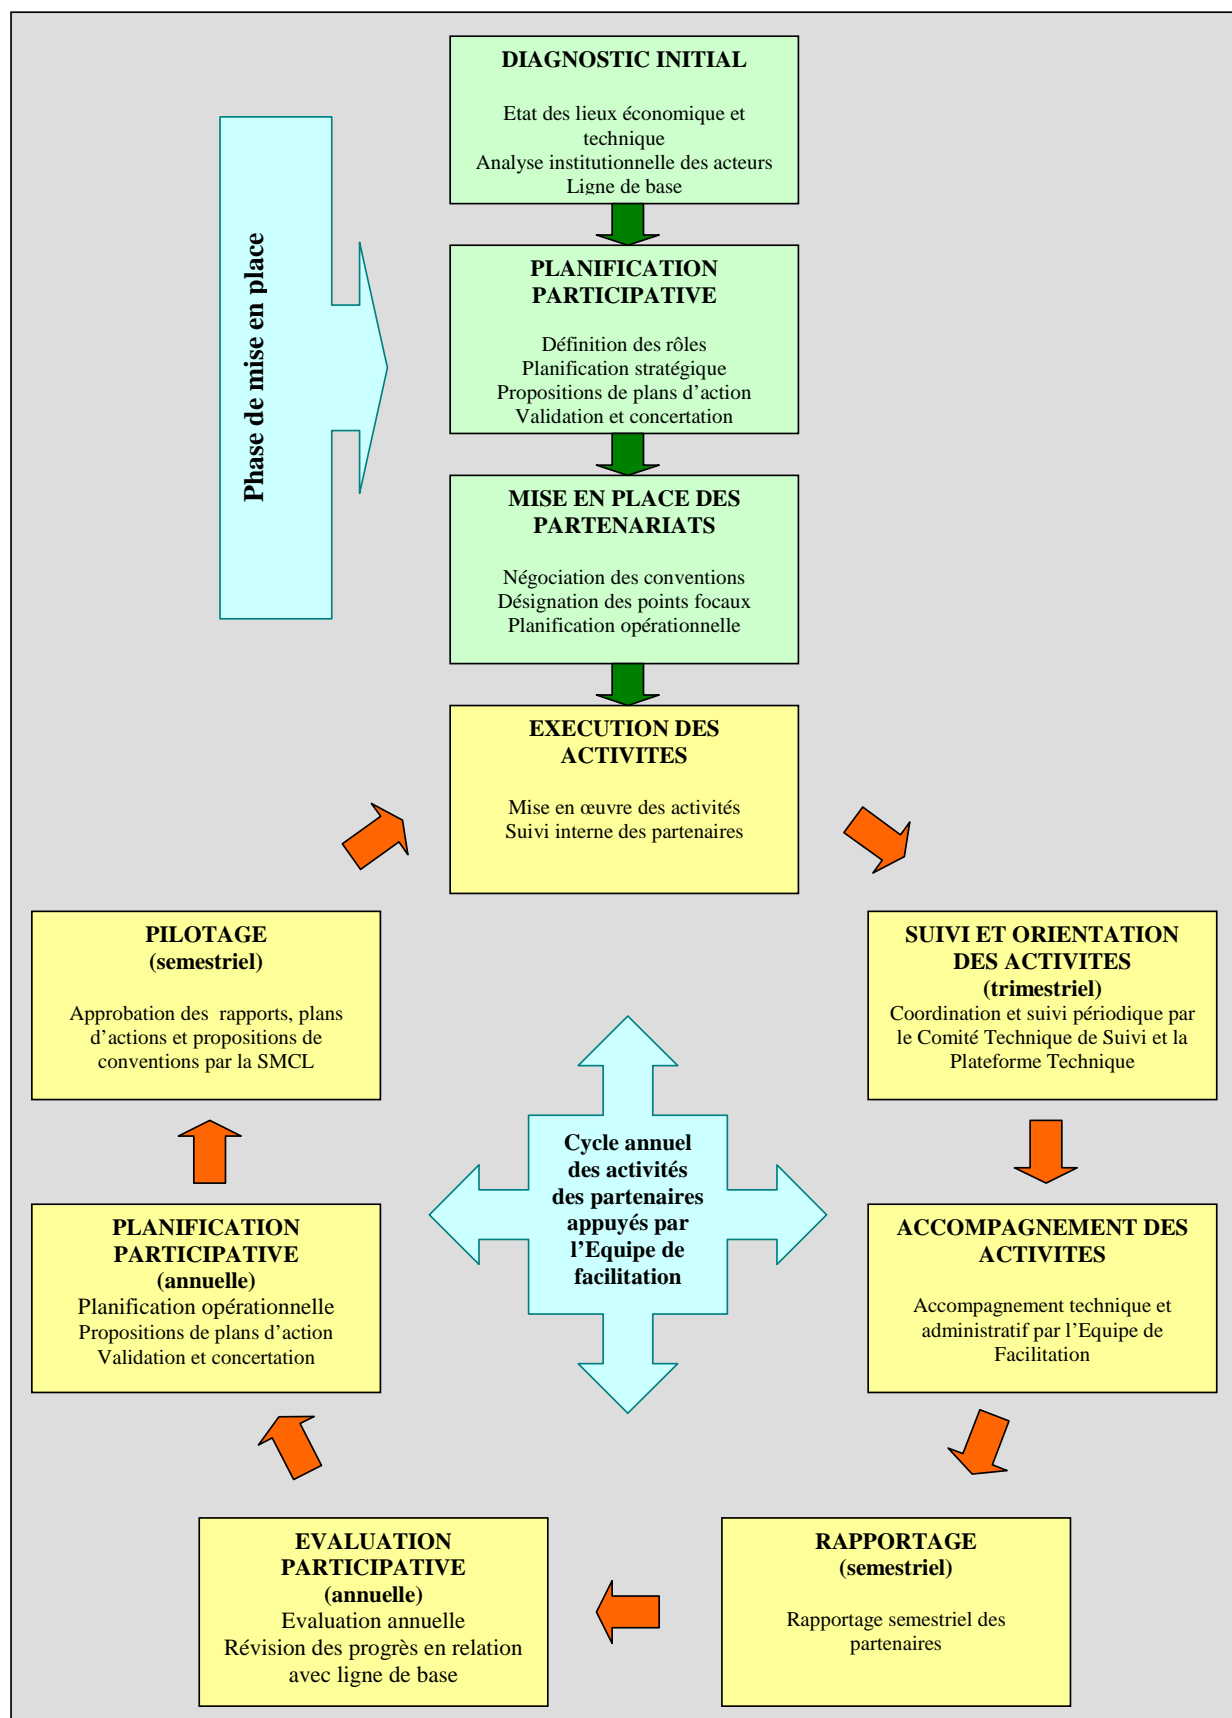 DIAGNOSTIC INITIAL
Etat des lieux économique et
technique
Analyse institutionnelle des acteurs
Ligne de base
Phase de mise en place
PLANIFICATION
PARTICIPATIVE
Définition des rôles
Planification stratégique
Propositions de plans d’action
Validation et concertation
MISE EN PLACE DES
PARTENARIATS
Négociation des conventions
Désignation des points focaux
Planification opérationnelle
EXECUTION DES
ACTIVITES
Mise en œuvre des activités
Suivi interne des partenaires
PILOTAGE
(semestriel)
Approbation des rapports, plans
d’actions et propositions de
conventions par la SMCL
SUIVI ET ORIENTATION
DES ACTIVITES
(trimestriel)
Coordination et suivi périodique par
le Comité Technique de Suivi et la
Plateforme Technique
Cycle annuel
des activités
des partenaires
appuyés par
l’Equipe de
facilitation
PLANIFICATION
PARTICIPATIVE
(annuelle)
Planification opérationnelle
Propositions de plans d’action
Validation et concertation
ACCOMPAGNEMENT DES
ACTIVITES
Accompagnement technique et
administratif par l’Equipe de
Facilitation
EVALUATION
PARTICIPATIVE
(annuelle)
Evaluation annuelle
Révision des progrès en relation
avec ligne de base
RAPPORTAGE
(semestriel)
Rapportage semestriel des
partenaires